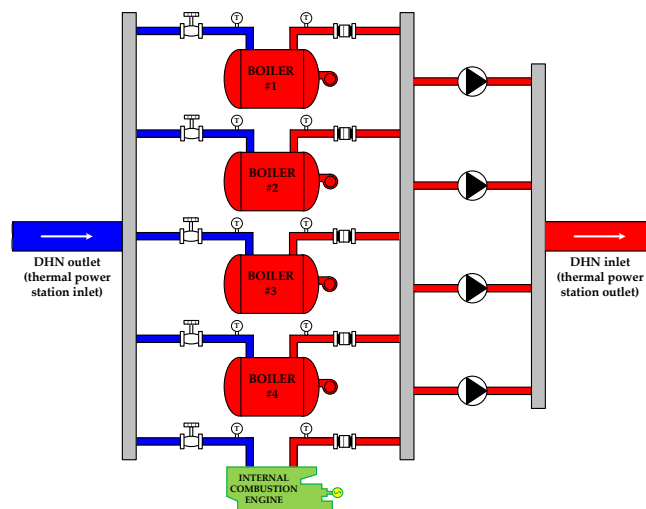 T
T
BOILER
#1
T
T
BOILER
#2
T
T
DHN outlet
(thermal power
station inlet)
BOILER
#3
DHN inlet
(thermal power
station outlet)
T
T
BOILER
#4
T
T
INTERNAL
COMBUSTION
ENGINE